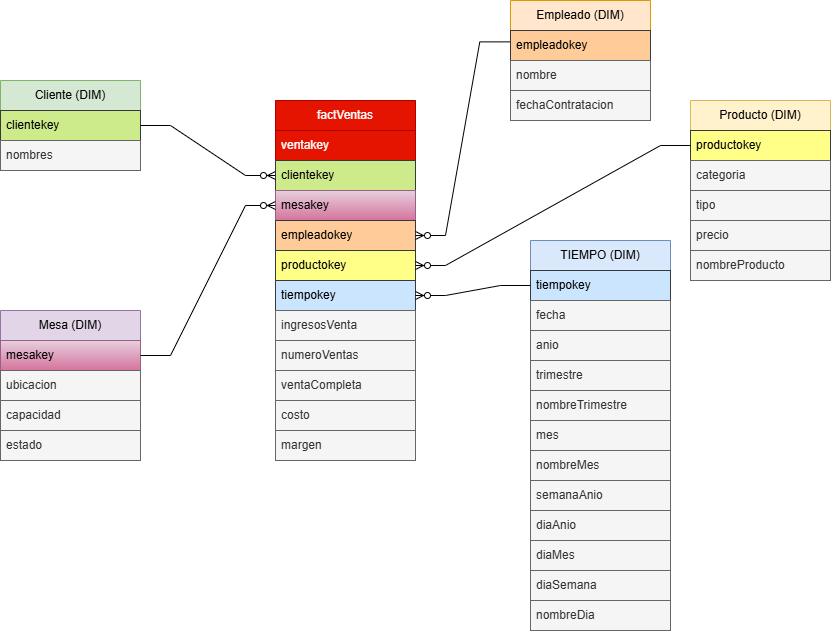 Cliente (DIM)
clientekey
nombres
Mesa (DIM)
mesakey
ubicacion
capacidad
estado
factVentas
ventakey
clientekey
mesakey
empleadokey
productokey
tiempokey
ingresosVenta
numeroVentas
ventaCompleta
costo
margen
Empleado (DIM)
empleadokey
nombre
fechaContratacion
TIEMPO (DIM)
tiempokey
fecha
anio
trimestre
nombreTrimestre
mes
nombreMes
semanaAnio
diaAnio
diaMes
diaSemana
nombreDia
Producto (DIM)
productokey
categoria
tipo
precio
nombreProducto